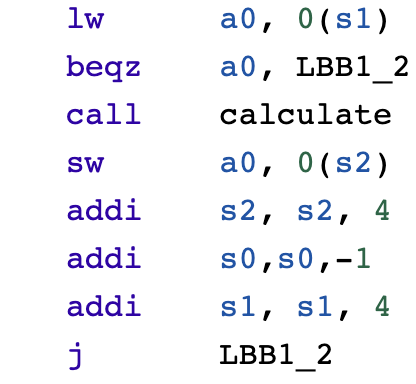 lw a0, 0(s1)
beqz a0, LBB1_2
call calculate
sw a0, 0(s2)
addi s2, s2, 4
addi s0,s0,-1
addi s1, s1, 4
j LBB1_2